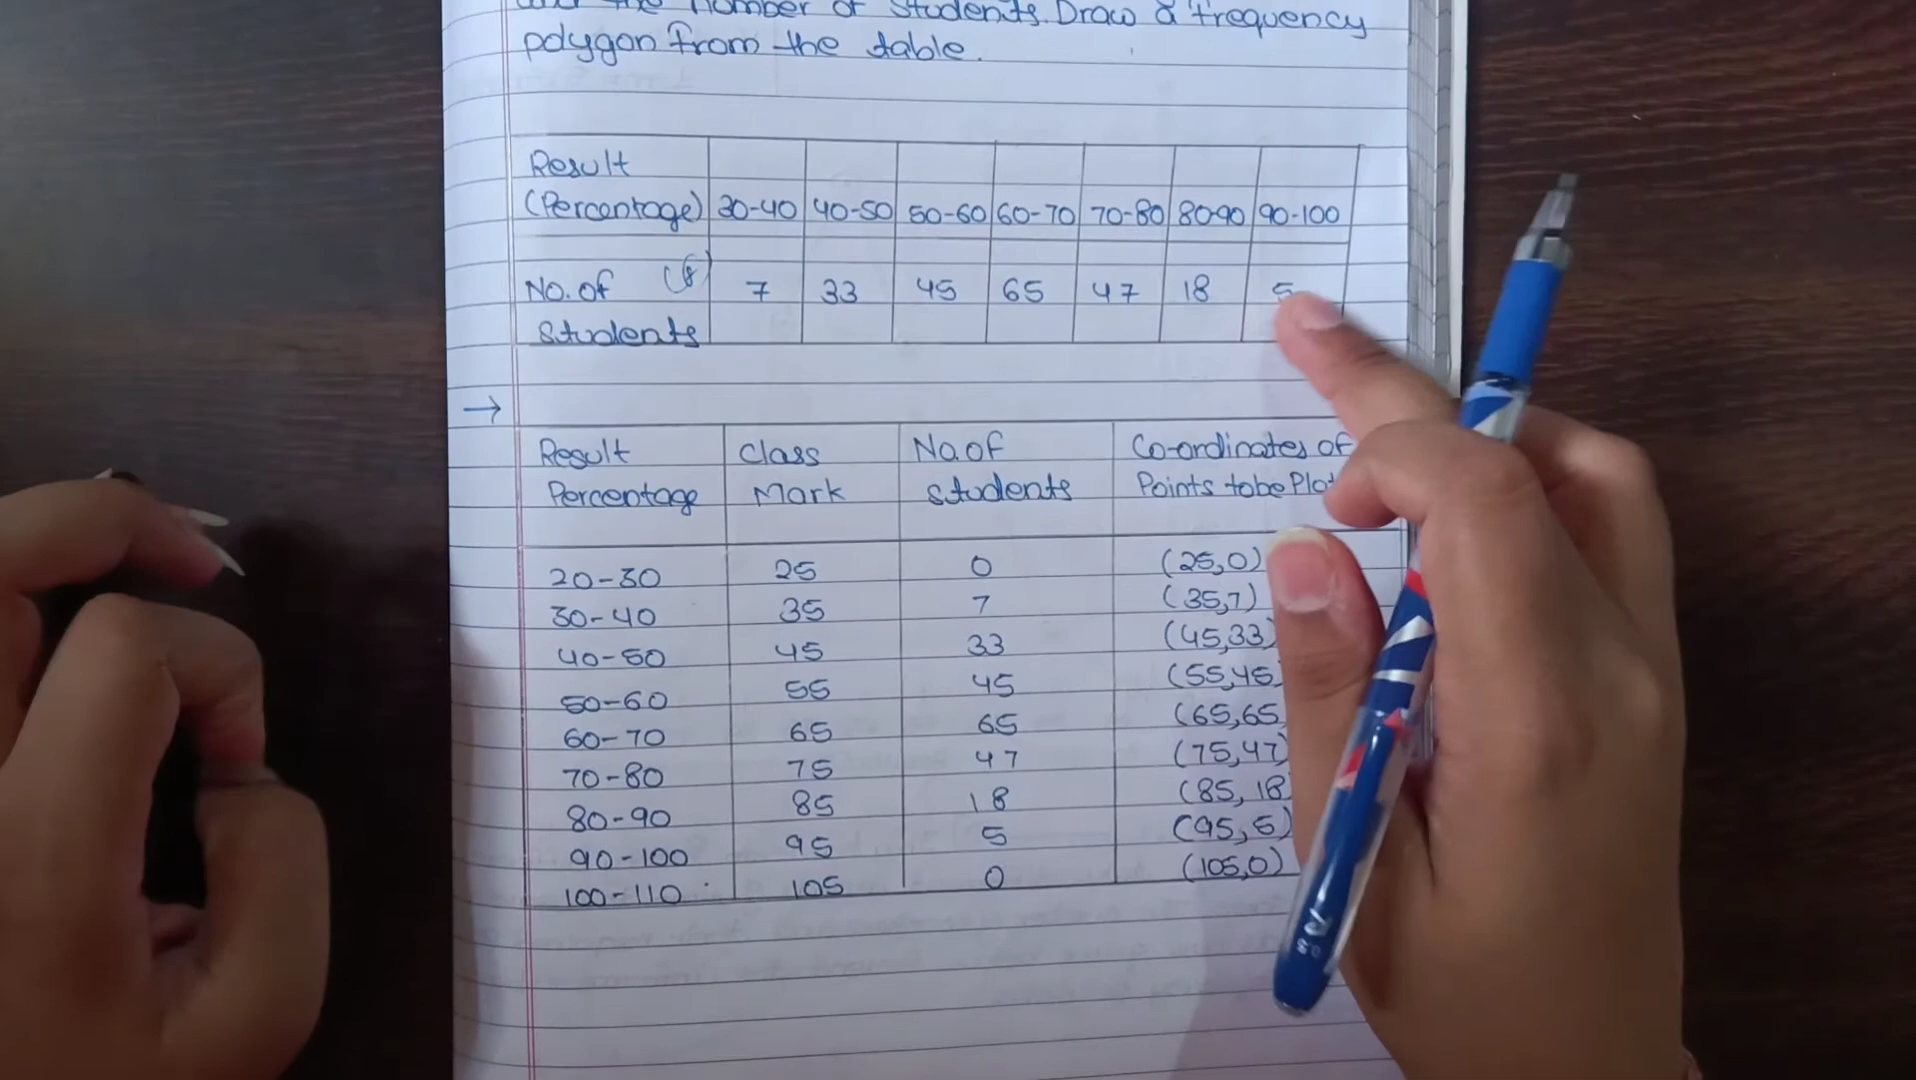 and the number of students. Draw a frequency
polygon from the table.
Result
(Percentage) 30-40 40-50 50-60 60-70 70-80 80-90 90-100
No. of (f) 7 33 45 65 47 18 5
Students
→
Result Class No. of Co-ordinates of
Percentage Mark students Points to be
20-30 25 0 (25,0)
30-40 35 7 (35,7)
40-50 45 33 (45,33)
50-60 55 45 (55,45
60-70 65 65 (65,65
70-80 75 47 (75,47)
80-90 85 18 (85, 18
90-100 95 5 (95,5)
100-110 105 0 (105,0)